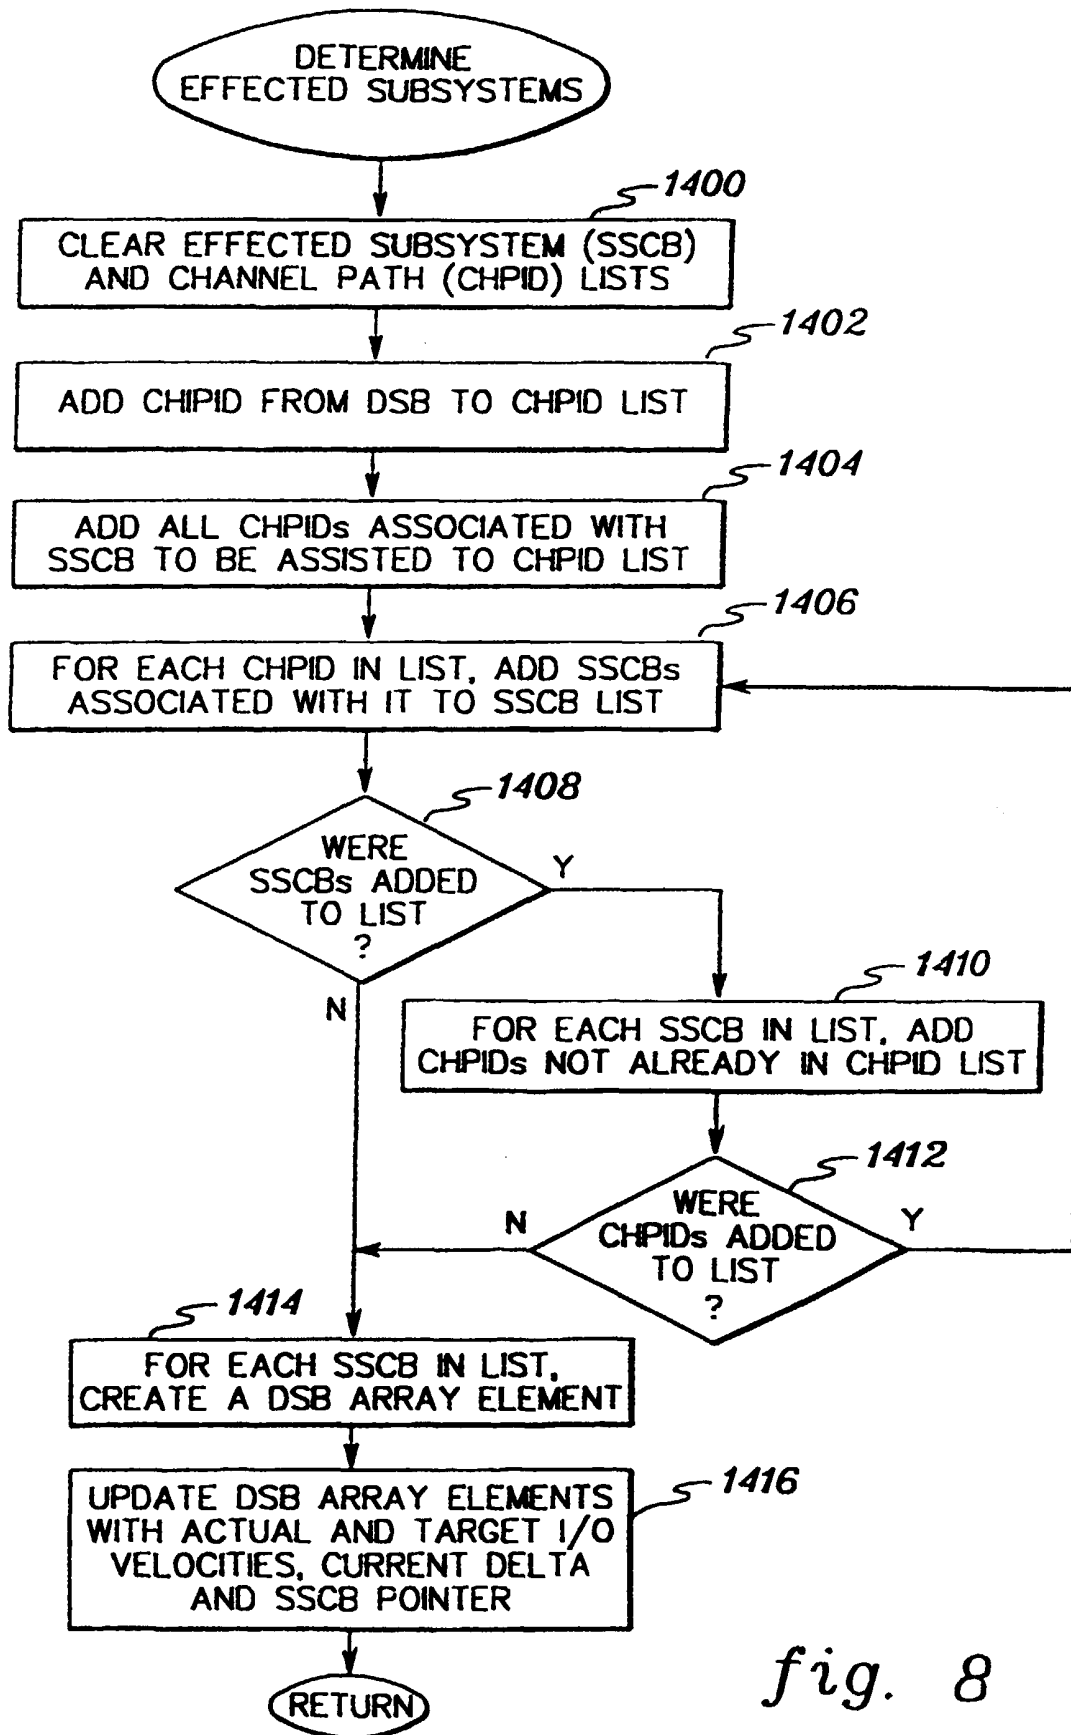 DETERMINE
EFFECTED SUBSYSTEMS
1400
CLEAR EFFECTED SUBSYSTEM (SSCB)
AND CHANNEL PATH (CHPID) LISTS
1402
ADD CHIPID FROM DSB TO CHPID LIST
1404
ADD ALL CHPIDs ASSOCIATED WITH
SSCB TO BE ASSISTED TO CHPID LIST
1406
FOR EACH CHPID IN LIST, ADD SSCBs
ASSOCIATED WITH IT TO SSCB LIST
1408
WERE
SSCBs ADDED
TO LIST
?
Y
N
1410
FOR EACH SSCB IN LIST, ADD
CHPIDs NOT ALREADY IN CHPID LIST
1412
WERE
CHPIDs ADDED
TO LIST
?
N
Y
1414
FOR EACH SSCB IN LIST,
CREATE A DSB ARRAY ELEMENT
1416
UPDATE DSB ARRAY ELEMENTS
WITH ACTUAL AND TARGET I/O
VELOCITIES, CURRENT DELTA
AND SSCB POINTER
RETURN
fig. 8